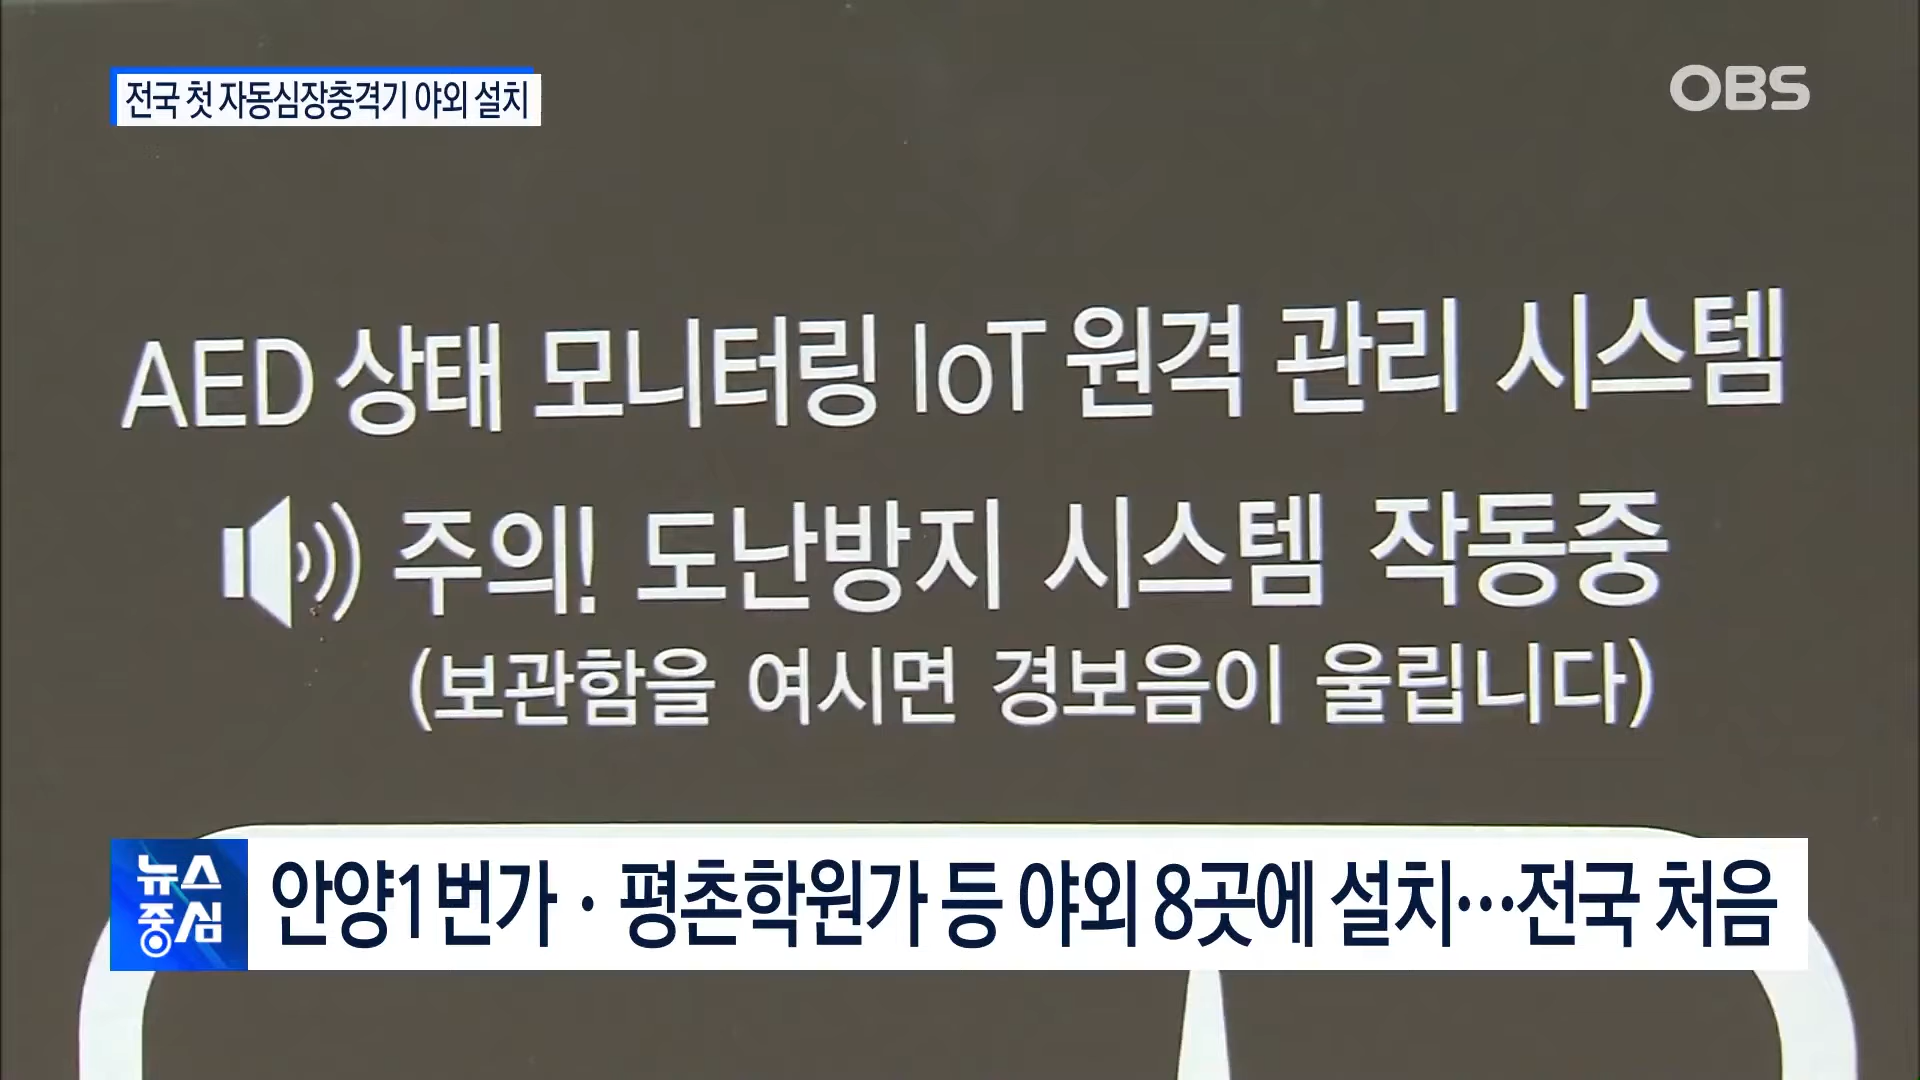 전국 첫 자동심장충격기 야외 설치
OBS
AED 상태 모니터링 IoT 원격 관리 시스템
주의! 도난방지 시스템 작동중
(보관함을 여시면 경보음이 울립니다)
뉴스
중심
안양1번가 · 평촌학원가 등 야외 8곳에 설치…전국 처음